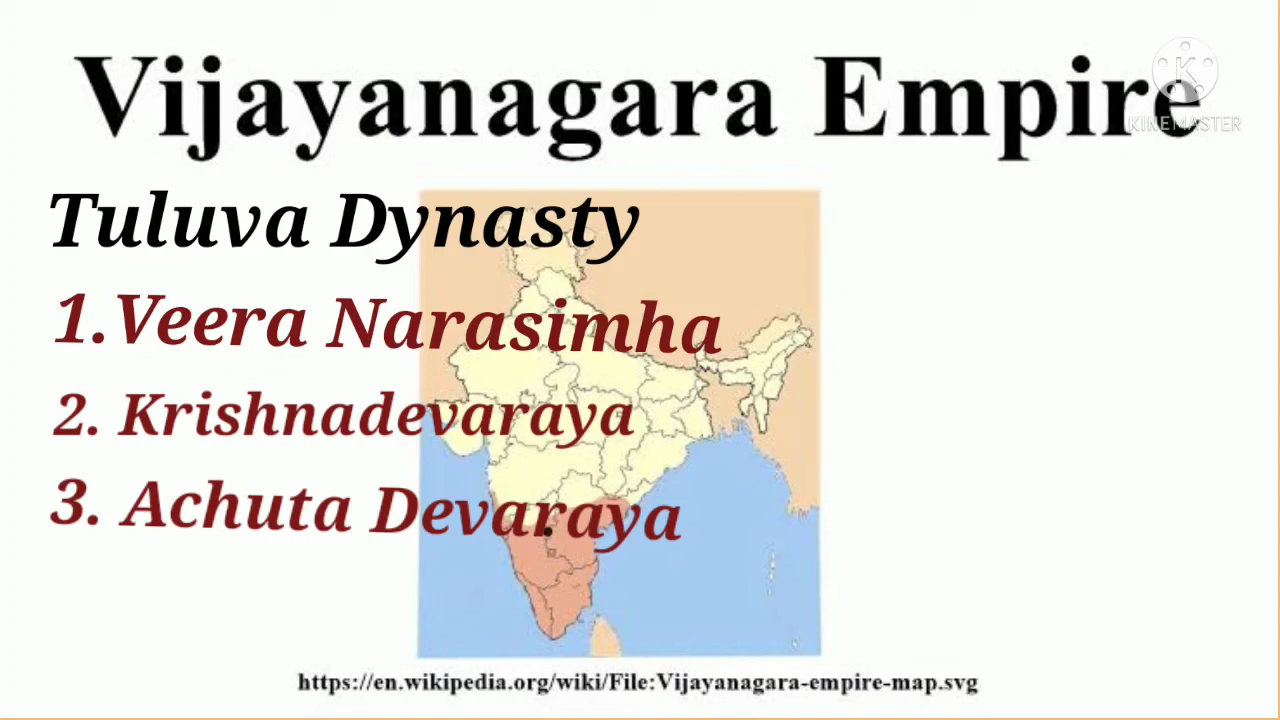 Vijayanagara Empire
K
KINEMASTER
Tuluva Dynasty
1.Veera Narasimha
2. Krishnadevaraya
3. Achuta Devaraya
https://en.wikipedia.org/wiki/File:Vijayanagara-empire-map.svg